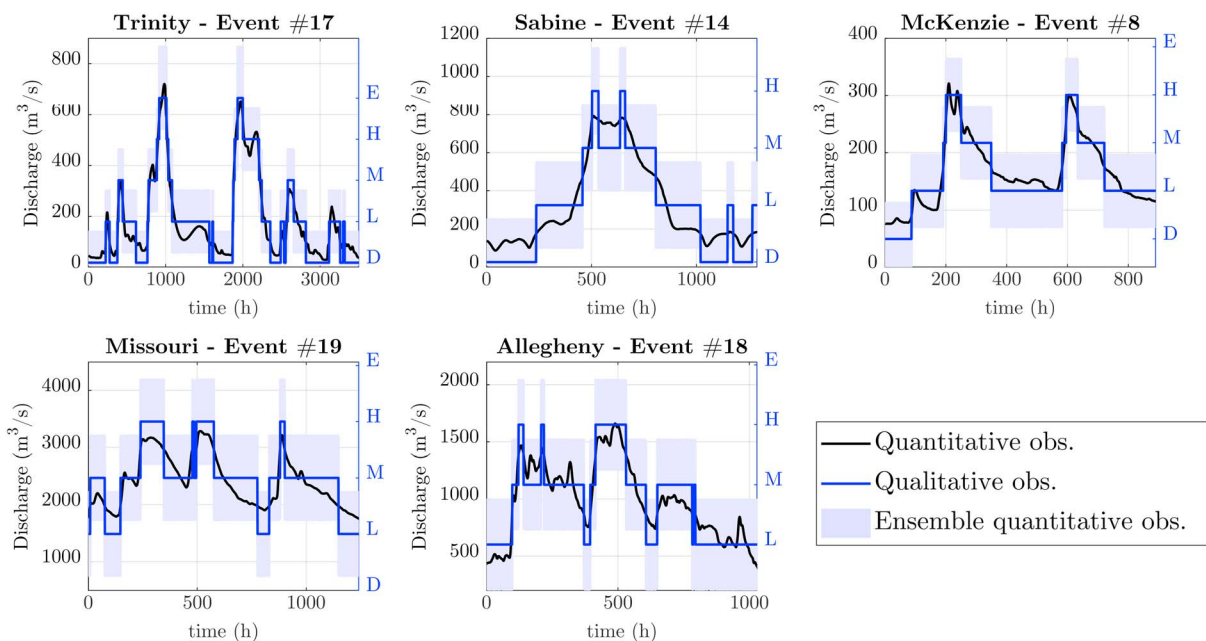 Trinity - Event #17
Discharge (m³/s)
800
600
400
200
0
E
H
M
L
D
0
1000
2000
3000
time (h)
Sabine - Event #14
Discharge (m³/s)
1200
1000
800
600
400
200
0
H
M
L
D
0
500
1000
time (h)
McKenzie - Event #8
Discharge (m³/s)
400
300
200
100
0
E
H
M
L
D
0
200
400
600
800
time (h)
Missouri - Event #19
Discharge (m³/s)
4000
3000
2000
1000
E
H
M
L
D
0
500
1000
time (h)
Allegheny - Event #18
Discharge (m³/s)
2000
1500
1000
500
E
H
M
L
0
500
1000
time (h)
Quantitative obs.
Qualitative obs.
Ensemble quantitative obs.